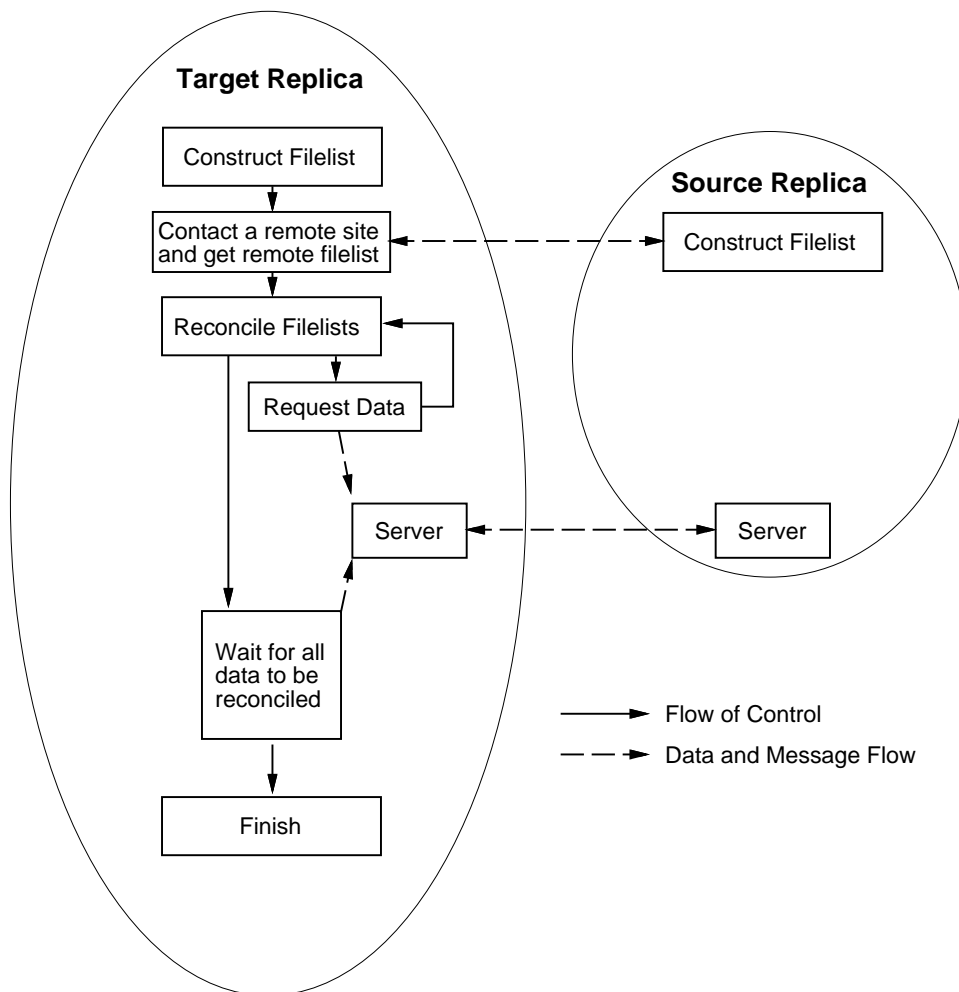 Target Replica
Construct Filelist
Contact a remote site
and get remote filelist
Reconcile Filelists
Request Data
Server
Wait for all
data to be
reconciled
Finish
Source Replica
Construct Filelist
Server
Flow of Control
Data and Message Flow